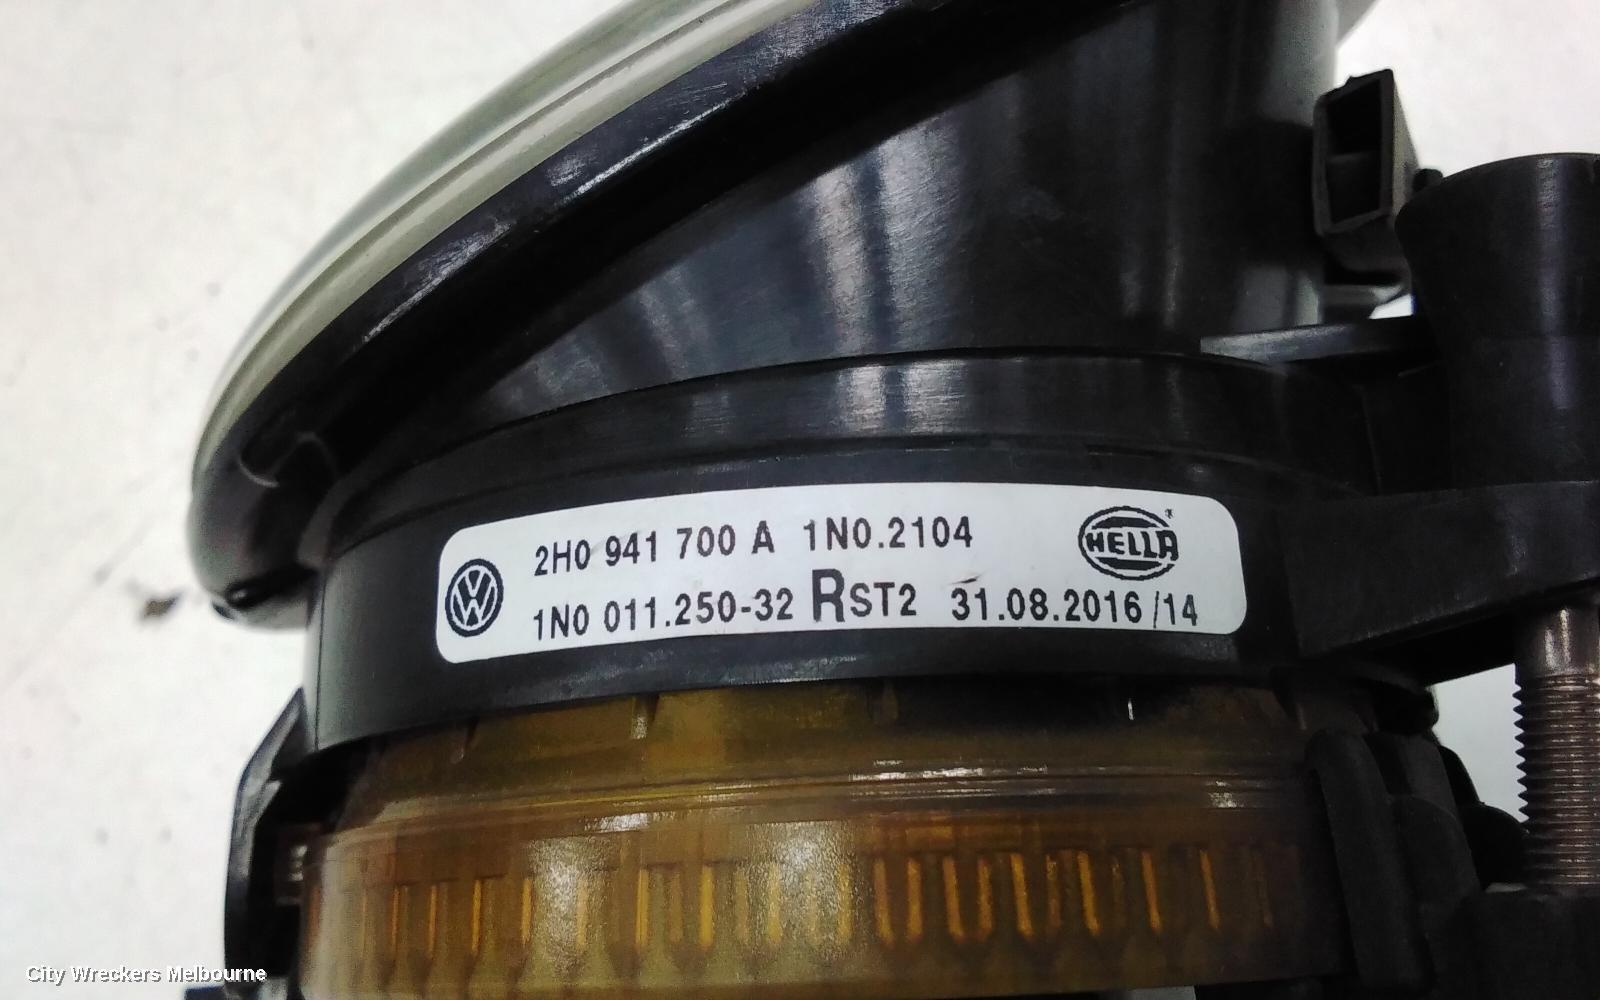 2H0 941 700 A 1N0.2104
HELLA
1N0 011.250-32 RST2 31.08.2016 /14
City Wreckers Melbourne